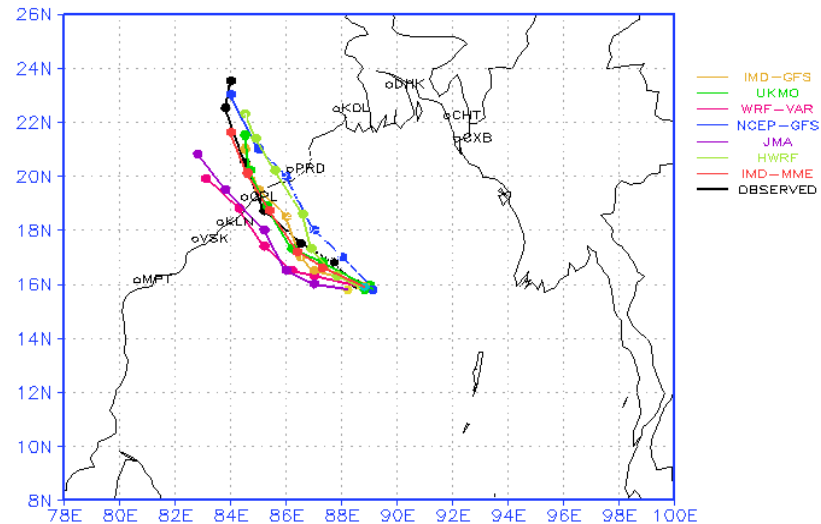 26N
24N
22N
20N
18N
16N
14N
12N
10N
8N
78E 80E 82E 84E 86E 88E 90E 92E 94E 96E 98E 100E
DHK
KDL
CHT
CXB
PRD
GPL
KLN
VSK
MPT
IMD-GFS
UKMO
WRF-VAR
NCEP-GFS
JMA
HWRF
IMD-MME
OBSERVED